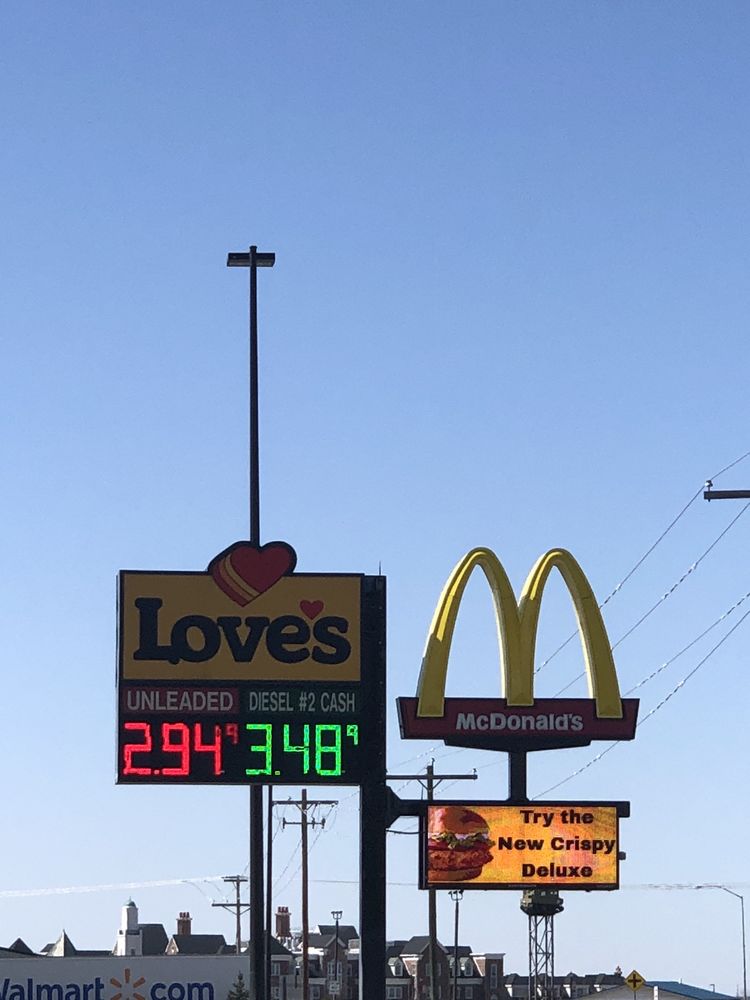 Love's
UNLEADED DIESEL #2 CASH
2.94⁹ 3.48⁹
McDonald's
Try the
New Crispy
Deluxe
Walmart.com